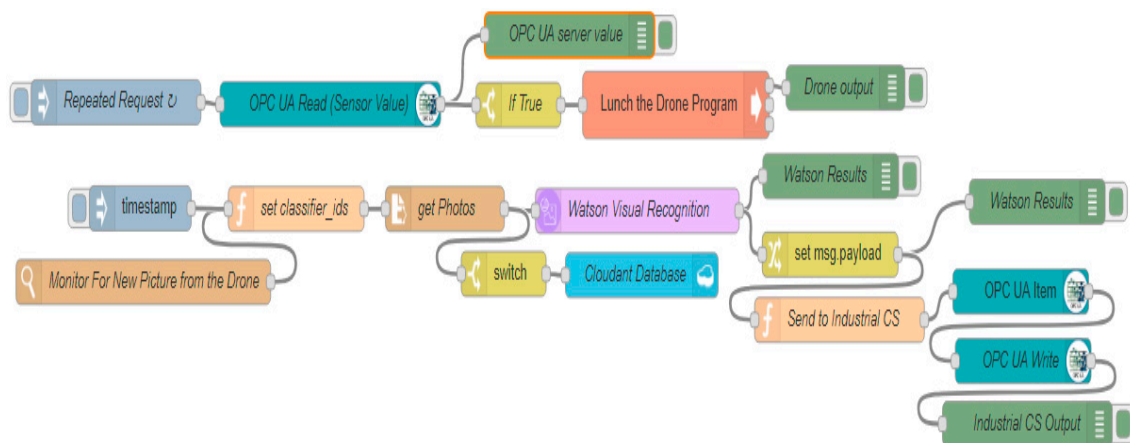 OPC UA server value
Repeated Request ↻
OPC UA Read (Sensor Value)
If True
Lunch the Drone Program
Drone output
timestamp
set classifier_ids
get Photos
Watson Visual Recognition
Watson Results
Watson Results
set msg.payload
Monitor For New Picture from the Drone
switch
Cloudant Database
Send to Industrial CS
OPC UA Item
OPC UA Write
Industrial CS Output